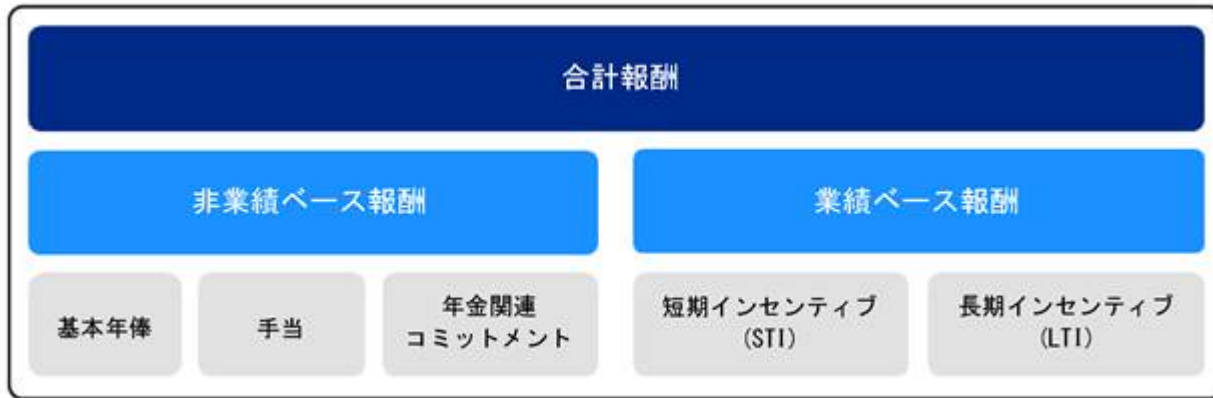 合計報酬
非業績ベース報酬
業績ベース報酬
基本年俸
手当
年金関連
コミットメント
短期インセンティブ
(STI)
長期インセンティブ
(LTI)